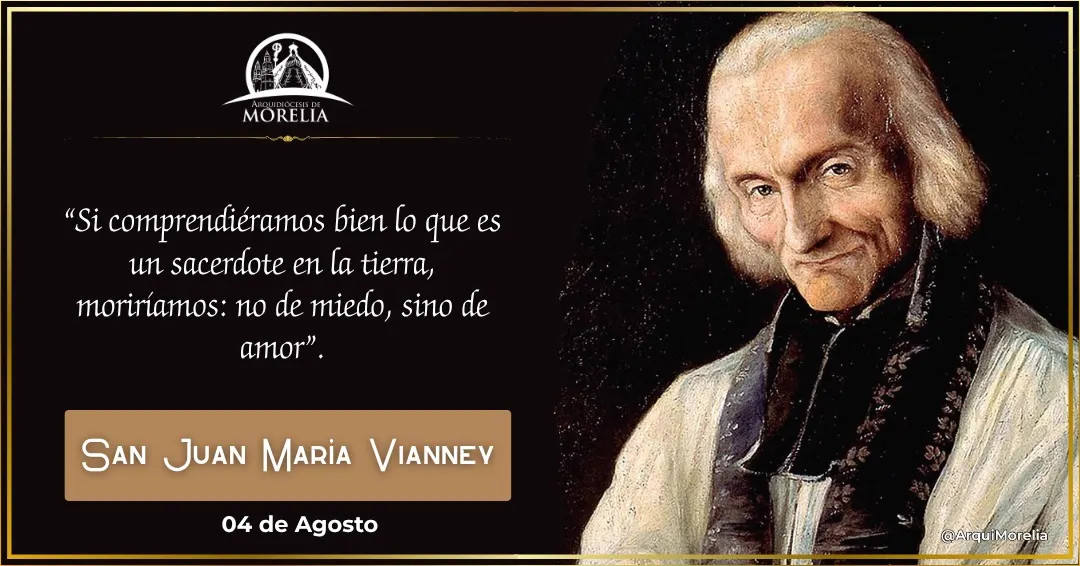 ARQUIDIÓCESIS DE
MORELIA
“Si comprendiéramos bien lo que es
un sacerdote en la tierra,
moriríamos: no de miedo, sino de
amor”.
San Juan María Vianney
04 de Agosto
@ArquiMorelia